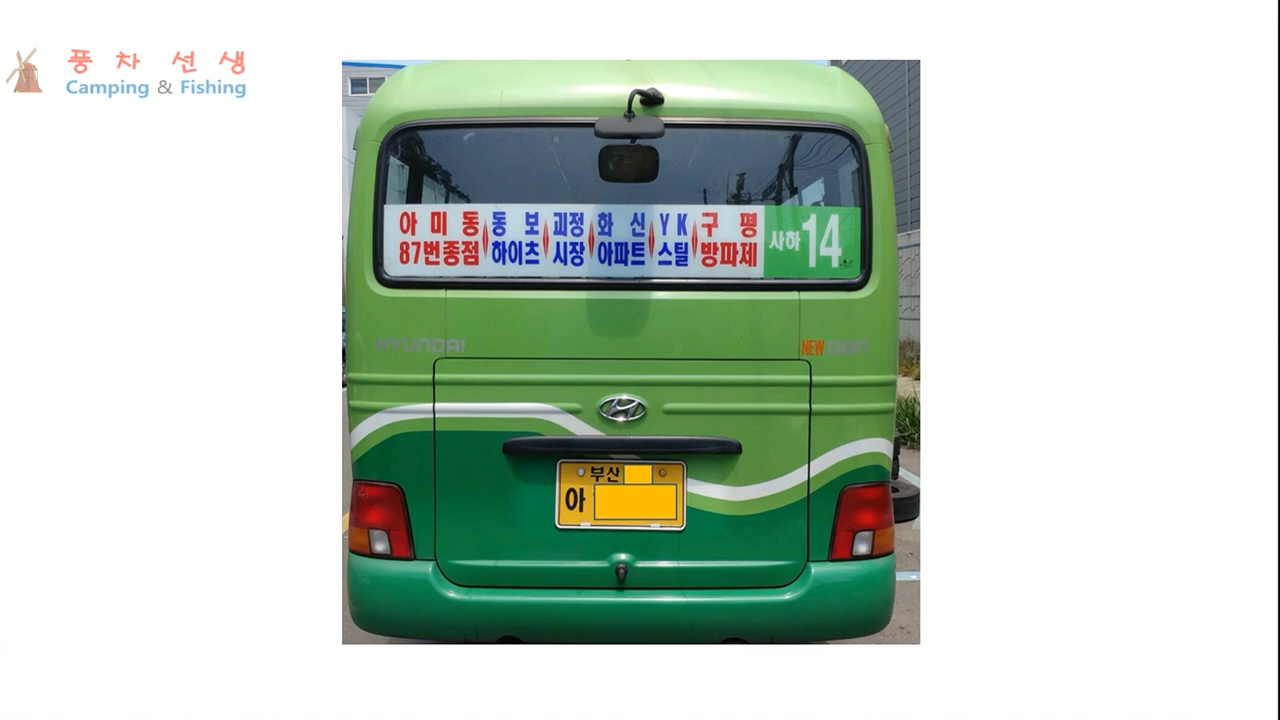 풍차선생
Camping & Fishing
아미동 동보 괴정 화신 YK 구평
87번종점 하이츠 시장 아파트 스틸 방파제
사하 14
HYUNDAI
NEW COUNTY
부산
아